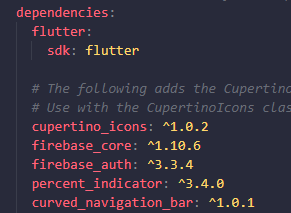 dependencies:
flutter:
sdk: flutter
# The following adds the Cupertino
# Use with the CupertinoIcons clas
cupertino_icons: ^1.0.2
firebase_core: ^1.10.6
firebase_auth: ^3.3.4
percent_indicator: ^3.4.0
curved_navigation_bar: ^1.0.1